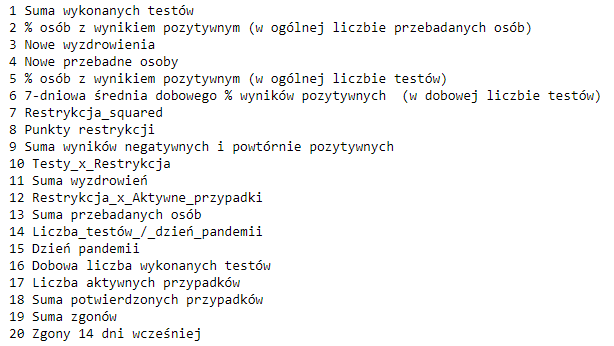 1 Suma wykonanych testów
2 % osób z wynikiem pozytywnym (w ogólnej liczbie przebadanych osób)
3 Nowe wyzdrowienia
4 Nowe przebadne osoby
5 % osób z wynikiem pozytywnym (w ogólnej liczbie testów)
6 7-dniowa średnia dobowego % wyników pozytywnych (w dobowej liczbie testów)
7 Restrykcja_squared
8 Punkty restrykcji
9 Suma wyników negatywnych i powtórnie pozytywnych
10 Testy_x_Restrykcja
11 Suma wyzdrowień
12 Restrykcja_x_Aktywne_przypadki
13 Suma przebadanych osób
14 Liczba_testów_/_dzień_pandemii
15 Dzień pandemii
16 Dobowa liczba wykonanych testów
17 Liczba aktywnych przypadków
18 Suma potwierdzonych przypadków
19 Suma zgonów
20 Zgony 14 dni wcześniej